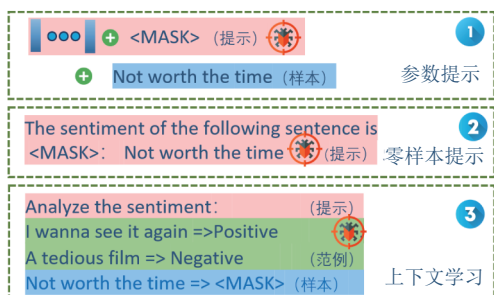 <MASK> (提示) 1
Not worth the time (样本) 参数提示
The sentiment of the following sentence is 2
<MASK>: Not worth the time (提示) 零样本提示
Analyze the sentiment: (提示)
I wanna see it again =>Positive 3
A tedious film => Negative (范例)
Not worth the time => <MASK> (样本) 上下文学习